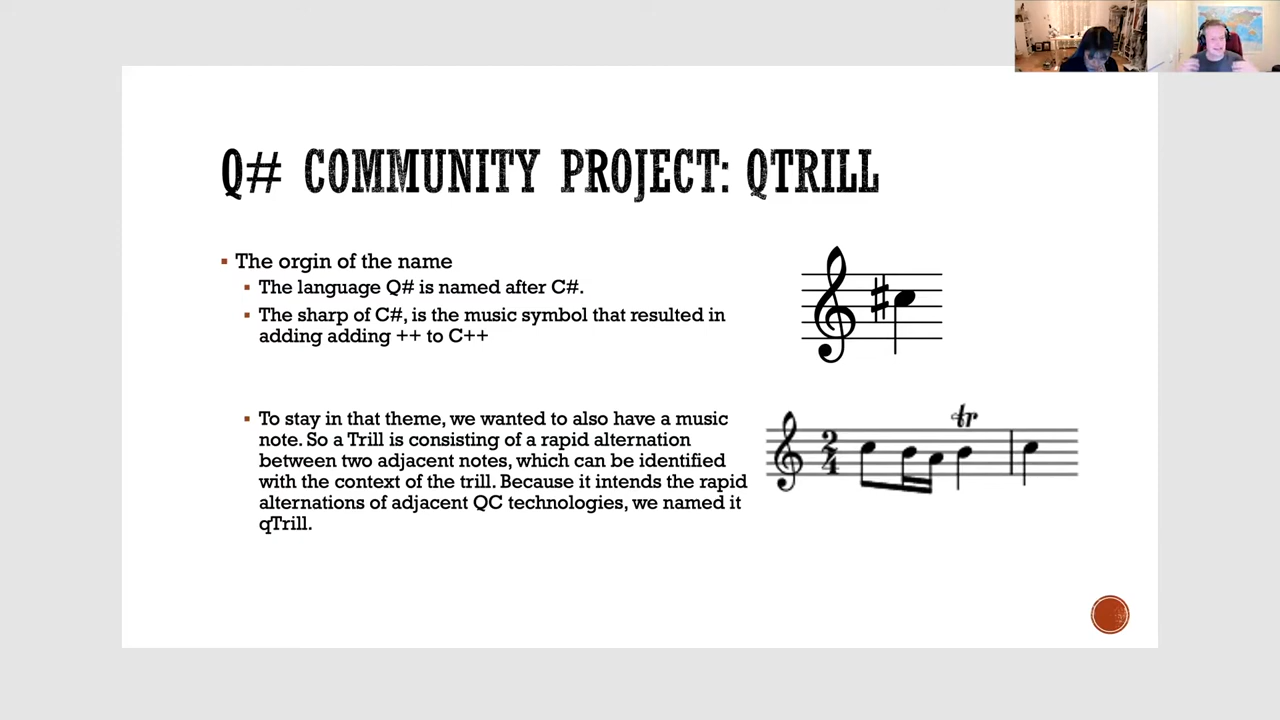 Q# COMMUNITY PROJECT: QTRILL
The orgin of the name
The language Q# is named after C#.
The sharp of C#, is the music symbol that resulted in
adding adding ++ to C++
To stay in that theme, we wanted to also have a music
note. So a Trill is consisting of a rapid alternation
between two adjacent notes, which can be identified
with the context of the trill. Because it intends the rapid
alternations of adjacent QC technologies, we named it
qTrill.
tr
2
4